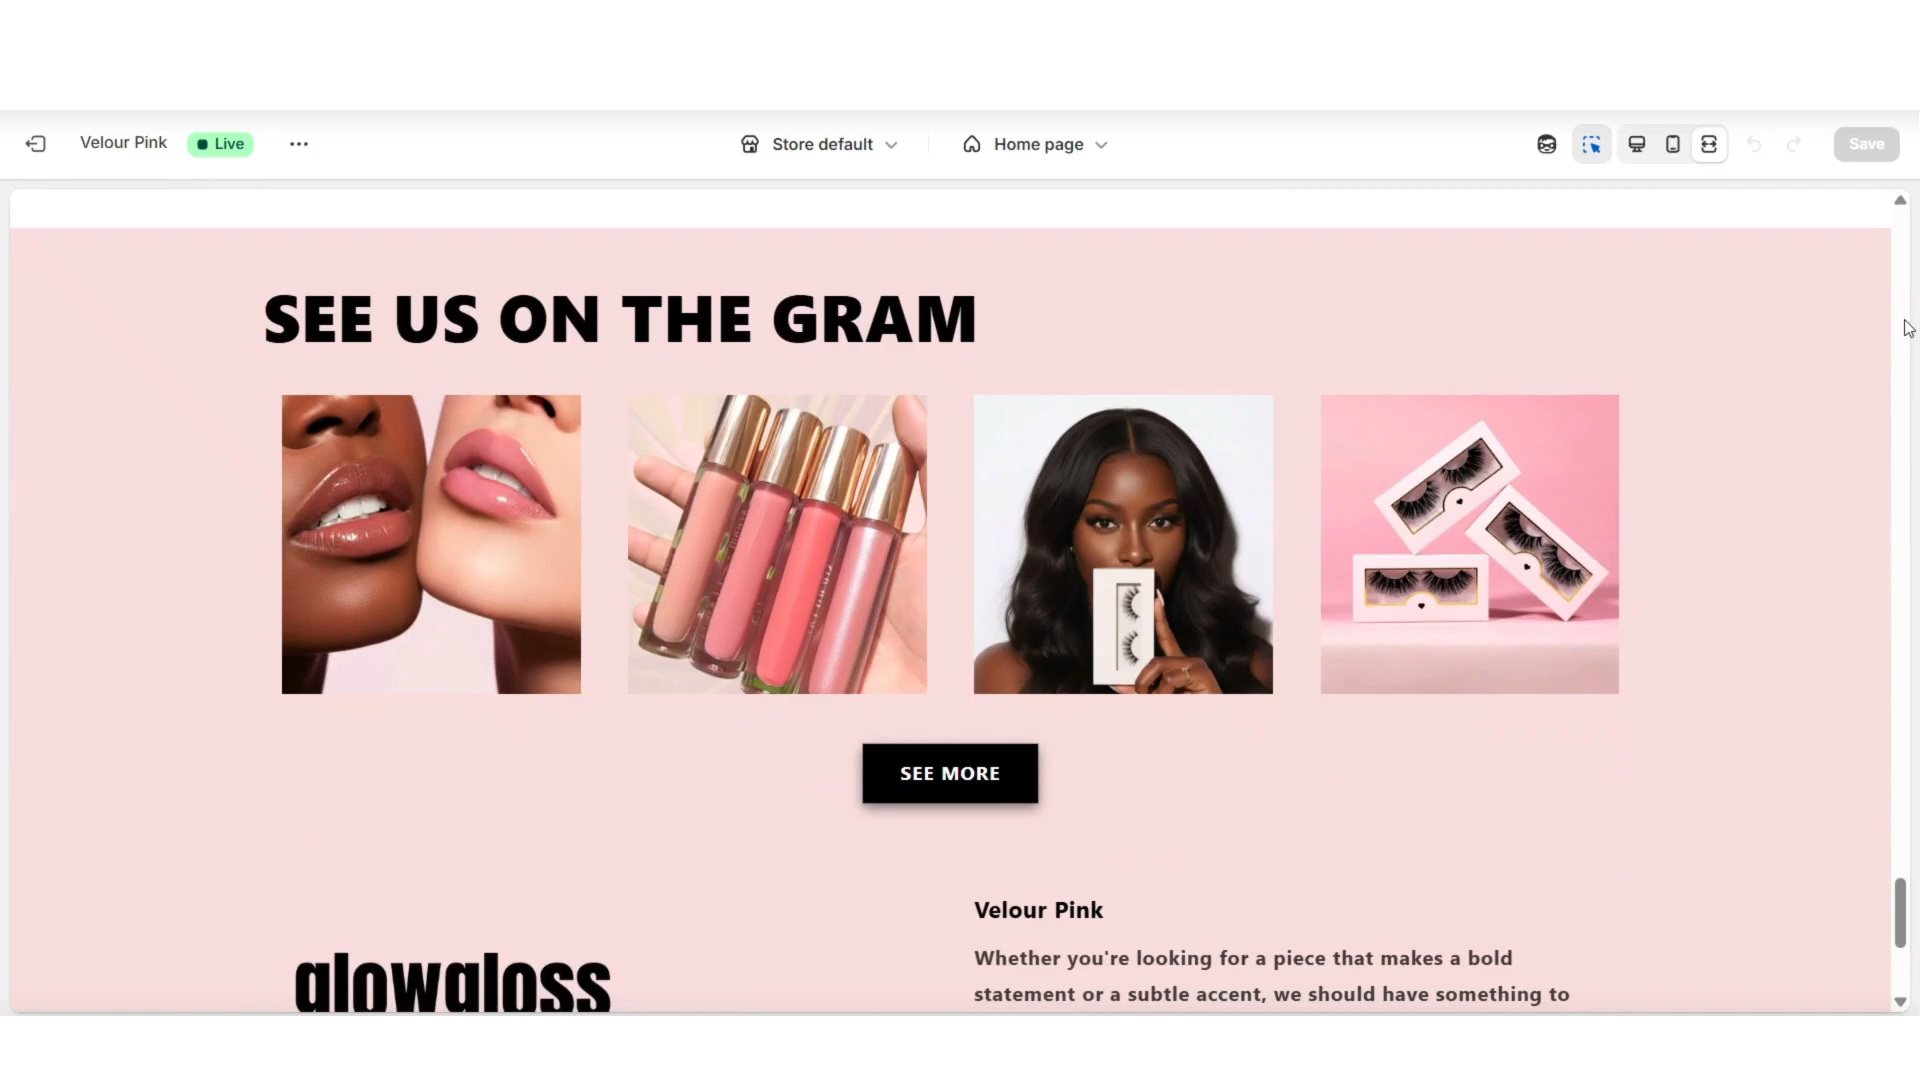 Velour Pink
Live
Store default
Home page
Save
SEE US ON THE GRAM
SEE MORE
Velour Pink
Whether you're looking for a piece that makes a bold
statement or a subtle accent, we should have something to
glowgloss